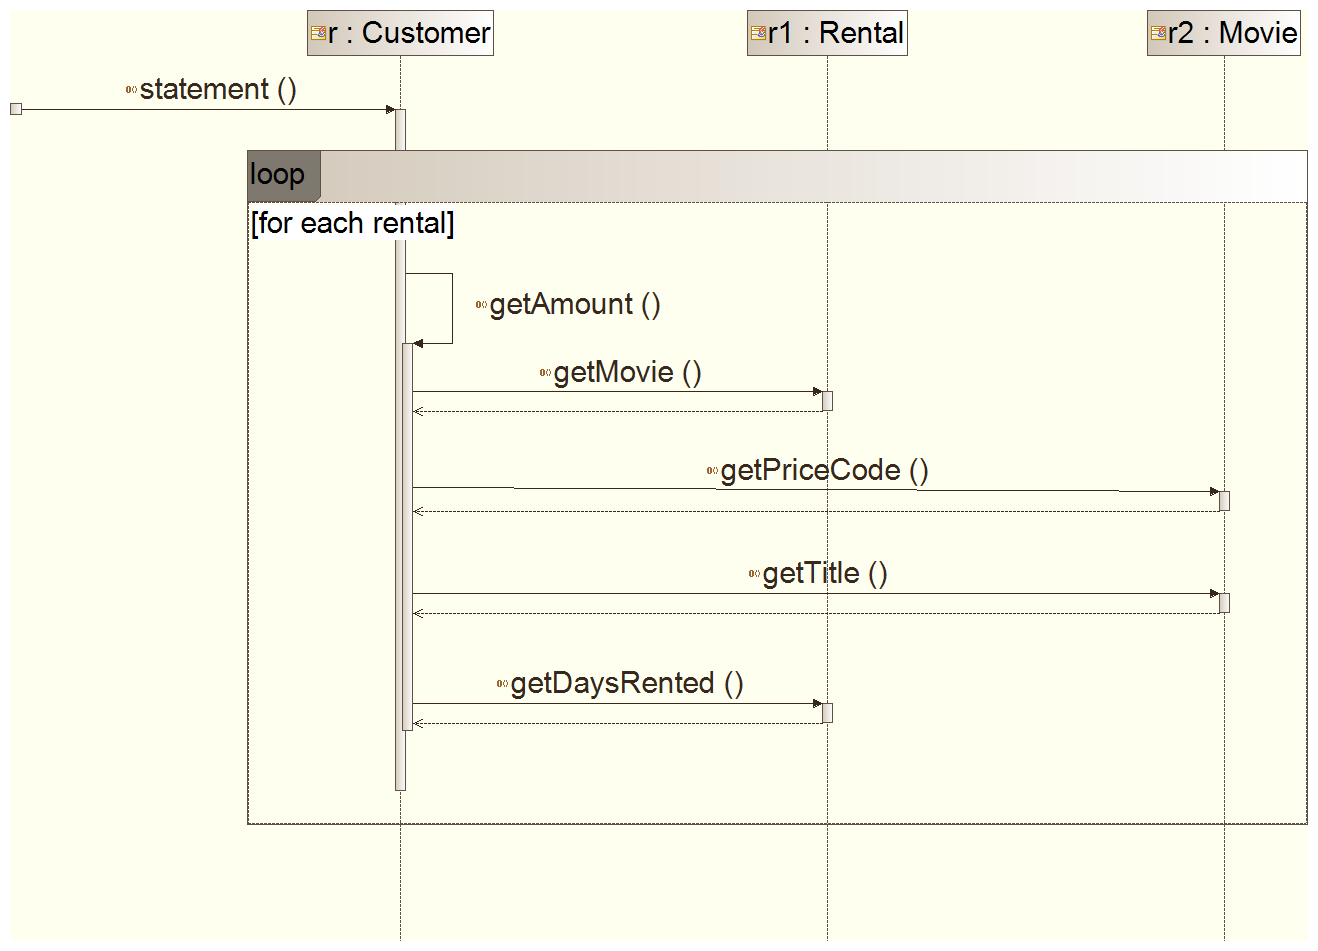 r : Customer
r1 : Rental
r2 : Movie
statement ()
loop
[for each rental]
getAmount ()
getMovie ()
getPriceCode ()
getTitle ()
getDaysRented ()